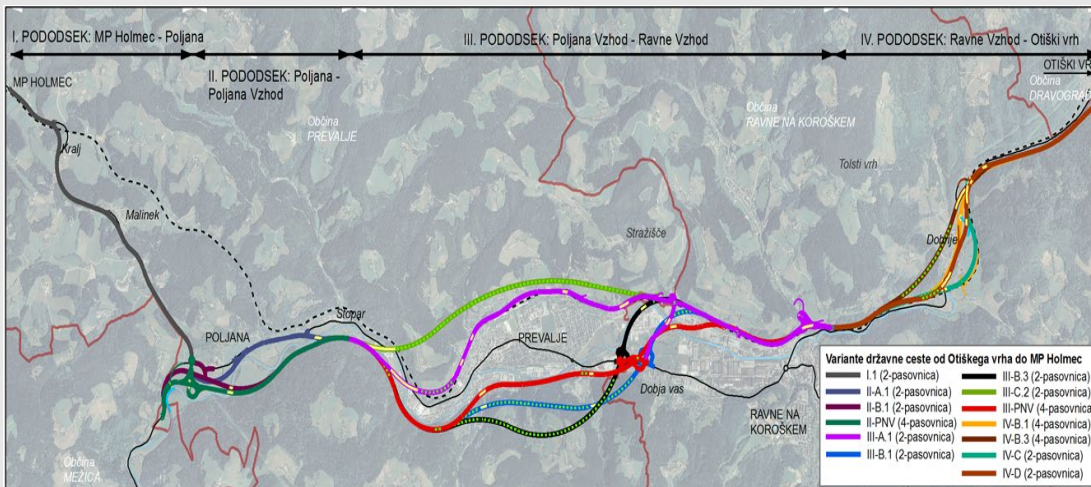 I. PODODSEK: MP Holmec - Poljana
II. PODODSEK: Poljana -
Poljana Vzhod
III. PODODSEK: Poljana Vzhod - Ravne Vzhod
IV. PODODSEK: Ravne Vzhod - Otiški vrh
MP HOLMEC
OTIŠKI VR
Občina
DRAVOGRAD
Občina
PREVALJE
Občina
RAVNE NA KOROŠKEM
Kralj
Tolsti vrh
Malinek
Stražišče
Dobrije
Stopar
POLJANA
PREVALJE
Dobja vas
RAVNE NA
KOROŠKEM
Občina
MEŽICA
Variante državne ceste od Otiškega vrha do MP Holmec
I.1 (2-pasovnica)
II-A.1 (2-pasovnica)
II-B.1 (2-pasovnica)
II-PNV (4-pasovnica)
III-A.1 (2-pasovnica)
III-B.1 (2-pasovnica)
III-B.3 (2-pasovnica)
III-C.2 (2-pasovnica)
III-PNV (4-pasovnica)
IV-B.1 (4-pasovnica)
IV-B.3 (4-pasovnica)
IV-C (2-pasovnica)
IV-D (2-pasovnica)